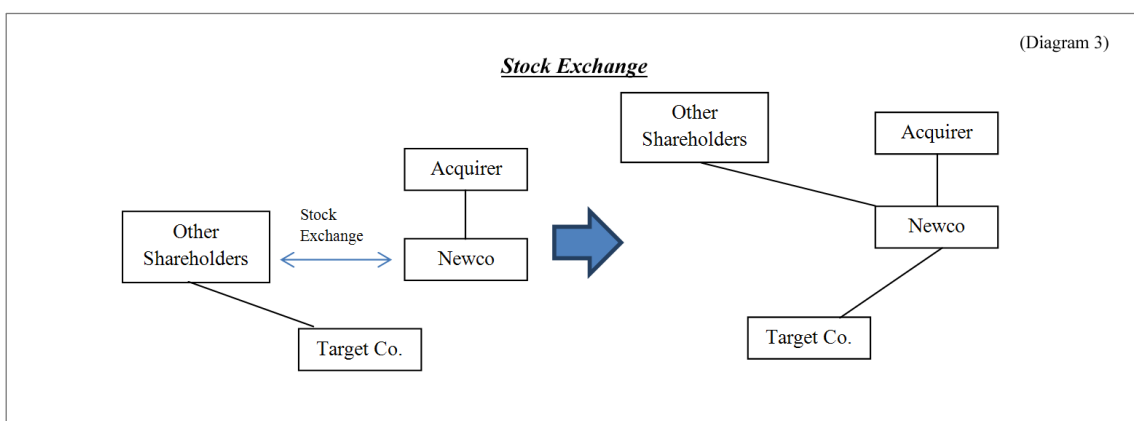 (Diagram 3)
Stock Exchange
Other
Shareholders
Stock
Exchange
Acquirer
Newco
Target Co.
Other
Shareholders
Acquirer
Newco
Target Co.